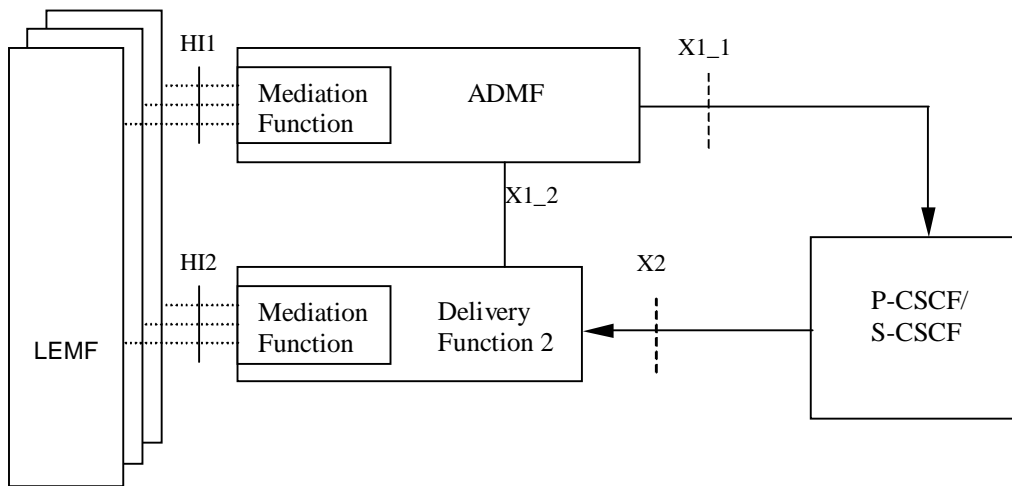 HI1
X1_1
Mediation
Function
ADMF
X1_2
HI2
X2
Mediation
Function
Delivery
Function 2
P-CSCF/
S-CSCF
LEMF